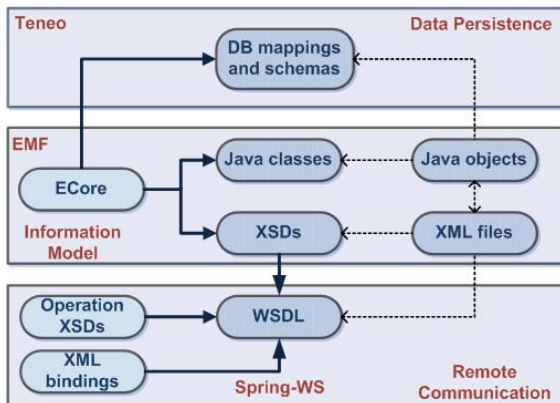 Teneo
Data Persistence
DB mappings
and schemas
EMF
Java classes
Java objects
ECore
Information
Model
XSDs
XML files
Operation
XSDs
WSDL
XML
bindings
Spring-WS
Remote
Communication